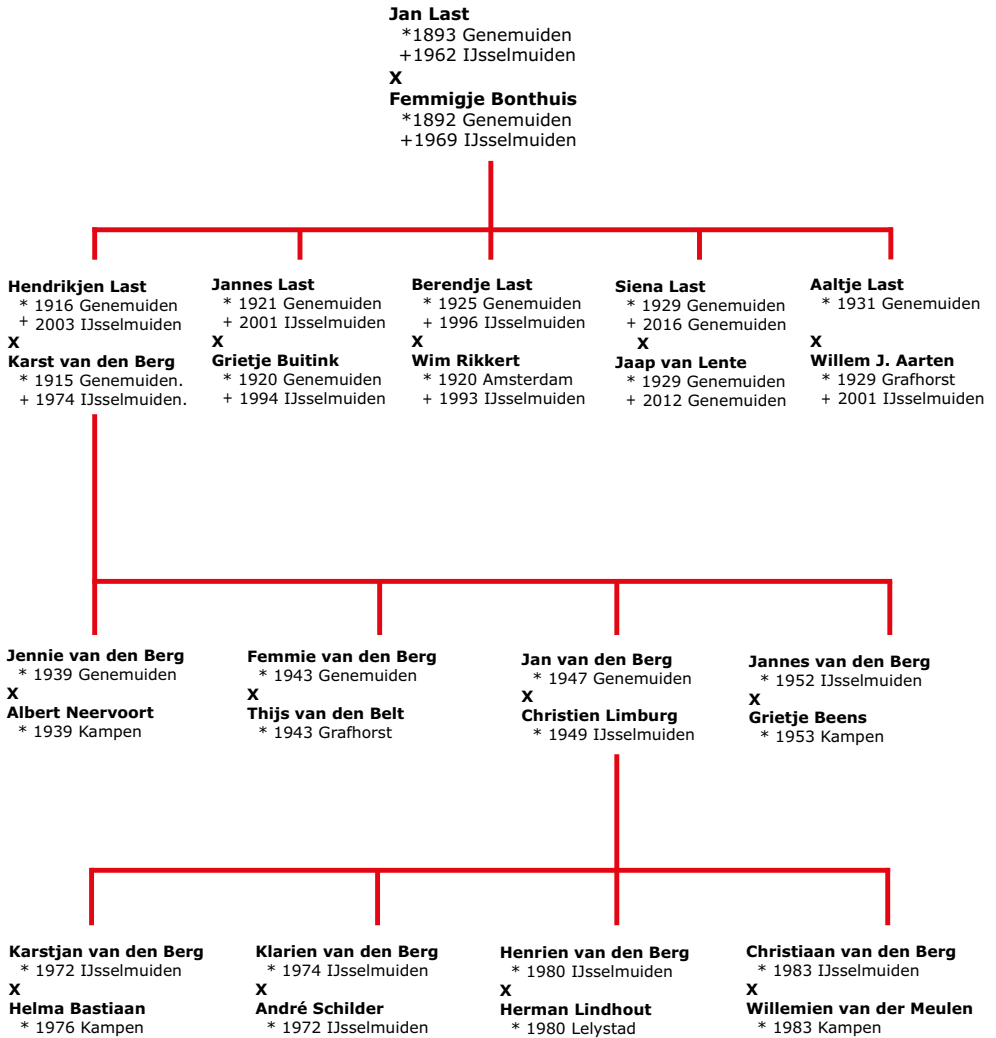 Jan Last
*1893 Genemuiden
+1962 IJsselmuiden
X
Femmigje Bonthuis
*1892 Genemuiden
+1969 IJsselmuiden
Hendrikjen Last
* 1916 Genemuiden
+ 2003 IJsselmuiden
X
Karst van den Berg
* 1915 Genemuiden.
+ 1974 IJsselmuiden.
Jannes Last
* 1921 Genemuiden
+ 2001 IJsselmuiden
X
Grietje Buitink
* 1920 Genemuiden
+ 1994 IJsselmuiden
Berendje Last
* 1925 Genemuiden
+ 1996 IJsselmuiden
X
Wim Rikkert
* 1920 Amsterdam
+ 1993 IJsselmuiden
Siena Last
* 1929 Genemuiden
+ 2016 Genemuiden
X
Jaap van Lente
* 1929 Genemuiden
+ 2012 Genemuiden
Aaltje Last
* 1931 Genemuiden
X
Willem J. Aarten
* 1929 Grafhorst
+ 2001 IJsselmuiden
Jennie van den Berg
* 1939 Genemuiden
X
Albert Neervoort
* 1939 Kampen
Femmie van den Berg
* 1943 Genemuiden
X
Thijs van den Belt
* 1943 Grafhorst
Jan van den Berg
* 1947 Genemuiden
X
Christien Limburg
* 1949 IJsselmuiden
Jannes van den Berg
* 1952 IJsselmuiden
X
Grietje Beens
* 1953 Kampen
Karstjan van den Berg
* 1972 IJsselmuiden
X
Helma Bastiaan
* 1976 Kampen
Klarien van den Berg
* 1974 IJsselmuiden
X
André Schilder
* 1972 IJsselmuiden
Henrien van den Berg
* 1980 IJsselmuiden
X
Herman Lindhout
* 1980 Lelystad
Christiaan van den Berg
* 1983 IJsselmuiden
X
Willemien van der Meulen
* 1983 Kampen